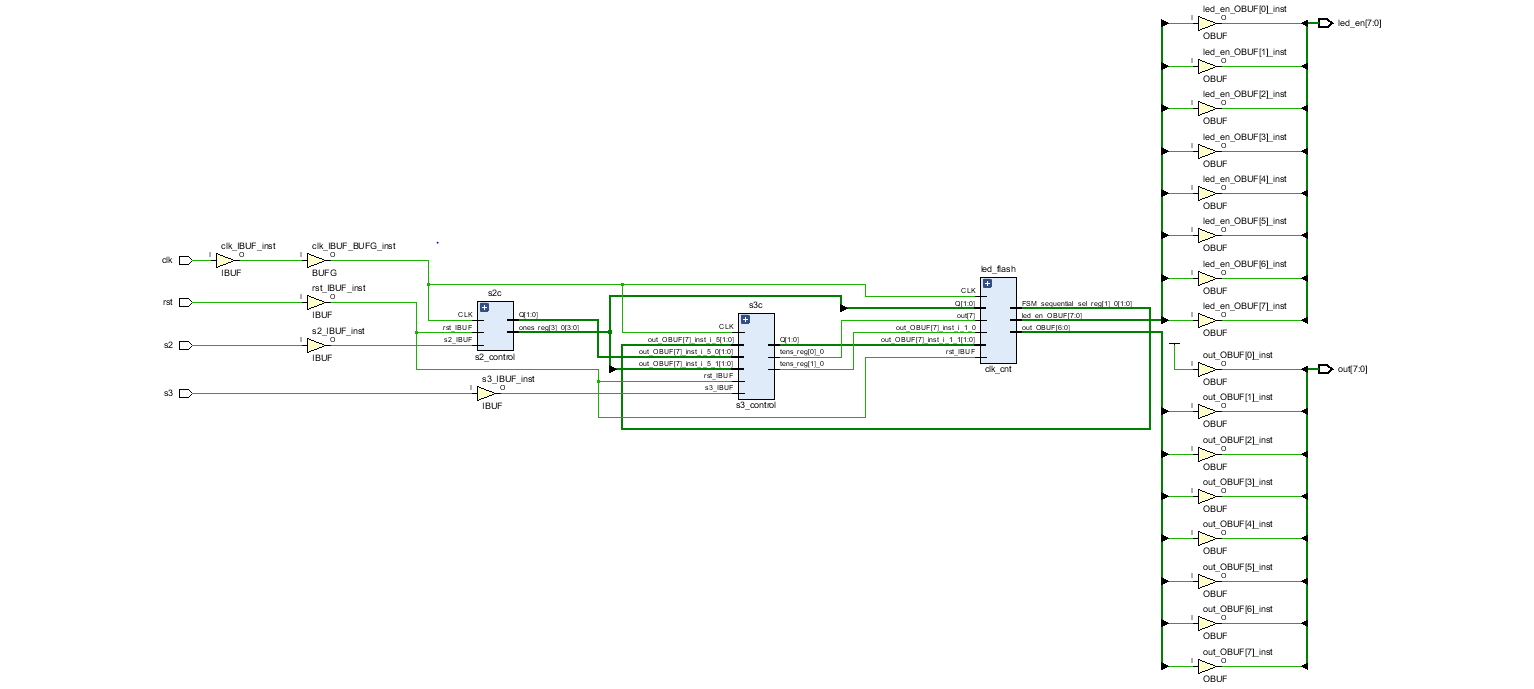 led_en_OBUF[0]_inst
I
O
OBUF
led_en[7:0]
led_en_OBUF[1]_inst
I
O
OBUF
led_en_OBUF[2]_inst
I
O
OBUF
led_en_OBUF[3]_inst
I
O
OBUF
led_en_OBUF[4]_inst
I
O
OBUF
led_en_OBUF[5]_inst
I
O
OBUF
led_en_OBUF[6]_inst
I
O
OBUF
led_en_OBUF[7]_inst
I
O
OBUF
clk
clk_IBUF_inst
I
O
IBUF
clk_IBUF_BUFG_inst
I
O
BUFG
rst
rst_IBUF_inst
I
O
IBUF
s2
s2_IBUF_inst
I
O
IBUF
s3
s3_IBUF_inst
I
O
IBUF
s2c
CLK
rst_IBUF
s2_IBUF
Q[1:0]
ones_reg[3]_0[3:0]
s2_control
s3c
CLK
out_OBUF[7]_inst_i_5[1:0]
out_OBUF[7]_inst_i_5_0[1:0]
out_OBUF[7]_inst_i_5_1[1:0]
rst_IBUF
s3_IBUF
Q[1:0]
tens_reg[0]_0
tens_reg[1]_0
s3_control
led_flash
CLK
Q[1:0]
out[7]
out_OBUF[7]_inst_i_1_0
out_OBUF[7]_inst_i_1_1[1:0]
rst_IBUF
FSM_sequential_sel_reg[1]_0[1:0]
led_en_OBUF[7:0]
out_OBUF[6:0]
clk_cnt
out_OBUF[0]_inst
I
O
OBUF
out[7:0]
out_OBUF[1]_inst
I
O
OBUF
out_OBUF[2]_inst
I
O
OBUF
out_OBUF[3]_inst
I
O
OBUF
out_OBUF[4]_inst
I
O
OBUF
out_OBUF[5]_inst
I
O
OBUF
out_OBUF[6]_inst
I
O
OBUF
out_OBUF[7]_inst
I
O
OBUF